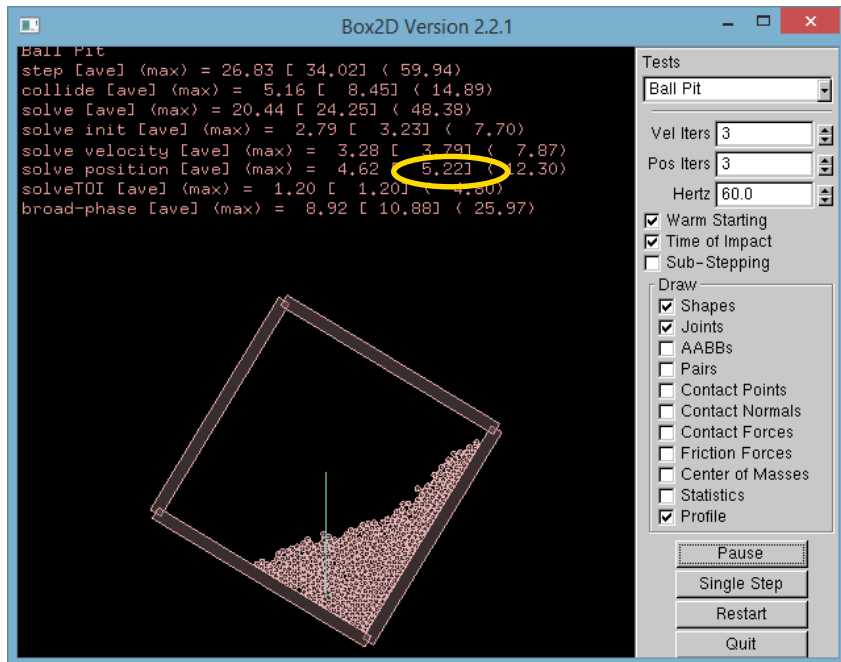 Box2D Version 2.2.1
Ball Pit
step [ave] (max) = 26.83 [ 34.02] ( 59.94)
collide [ave] (max) = 5.16 [ 8.45] ( 14.89)
solve [ave] (max) = 20.44 [ 24.25] ( 48.38)
solve init [ave] (max) = 2.79 [ 3.23] ( 7.70)
solve velocity [ave] (max) = 3.28 [ 3.79] ( 7.87)
solve position [ave] (max) = 4.62 [ 5.22] ( 12.30)
solveTOI [ave] (max) = 1.20 [ 1.20] ( 4.80)
broad-phase [ave] (max) = 8.92 [ 10.88] ( 25.97)
Tests
Ball Pit
Vel Iters 3
Pos Iters 3
Hertz 60.0
Warm Starting
Time of Impact
Sub-Stepping
Draw
Shapes
Joints
AABBs
Pairs
Contact Points
Contact Normals
Contact Forces
Friction Forces
Center of Masses
Statistics
Profile
Pause
Single Step
Restart
Quit